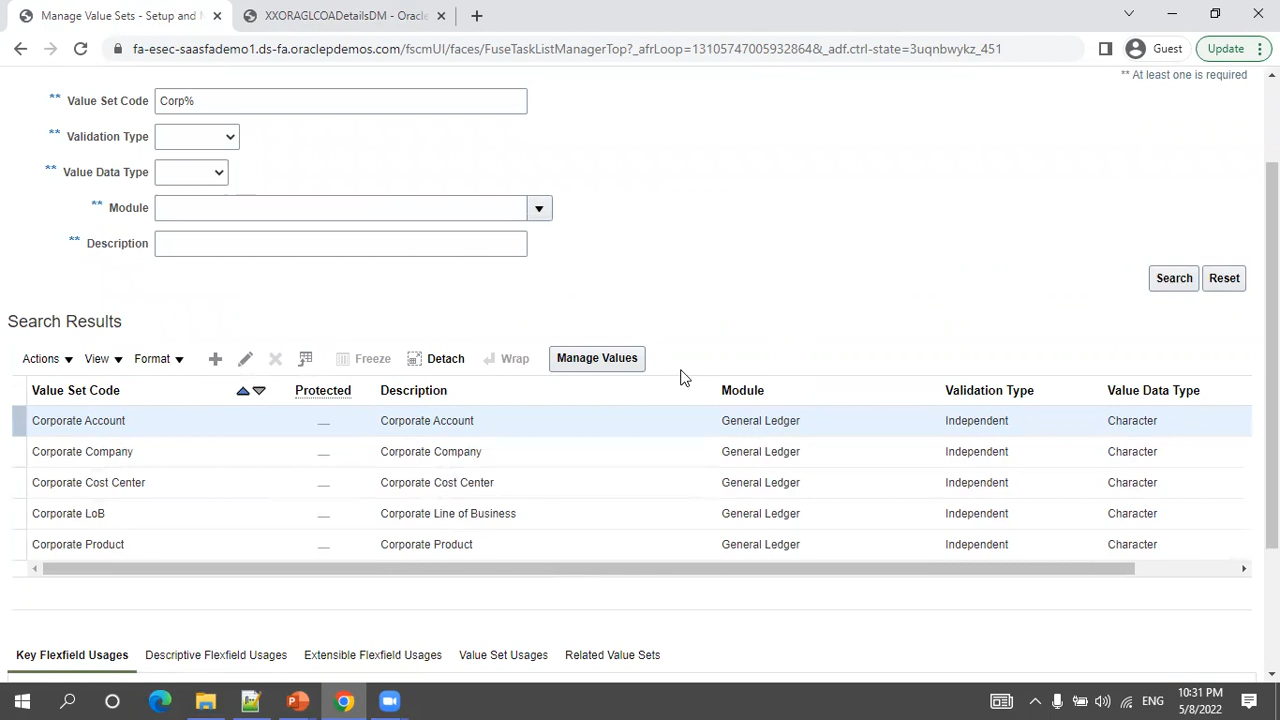 Manage Value Sets - Setup and M
XXORAGLCOADetailsDM - Oracle
fa-esec-saasfademo1.ds-fa.oraclepdemos.com/fscmUI/faces/FuseTaskListManagerTop?_afrLoop=13105747005932864&_adf.ctrl-state=3uqnbwykz_451
Guest
Update
** At least one is required
** Value Set Code Corp%
** Validation Type
** Value Data Type
** Module
** Description
Search Reset
Search Results
Actions View Format Freeze Detach Wrap Manage Values
Value Set Code Protected Description Module Validation Type Value Data Type
Corporate Account Corporate Account General Ledger Independent Character
Corporate Company Corporate Company General Ledger Independent Character
Corporate Cost Center Corporate Cost Center General Ledger Independent Character
Corporate LoB Corporate Line of Business General Ledger Independent Character
Corporate Product Corporate Product General Ledger Independent Character
Key Flexfield Usages Descriptive Flexfield Usages Extensible Flexfield Usages Value Set Usages Related Value Sets
ENG
10:31 PM
5/8/2022